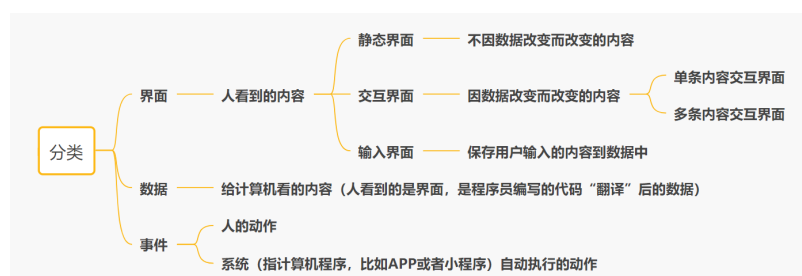 分类
界面
人看到的内容
静态界面
不因数据改变而改变的内容
交互界面
因数据改变而改变的内容
单条内容交互界面
多条内容交互界面
输入界面
保存用户输入的内容到数据中
数据
给计算机看的内容（人看到的是界面，是程序员编写的代码“翻译”后的数据）
事件
人的动作
系统（指计算机程序，比如APP或者小程序）自动执行的动作